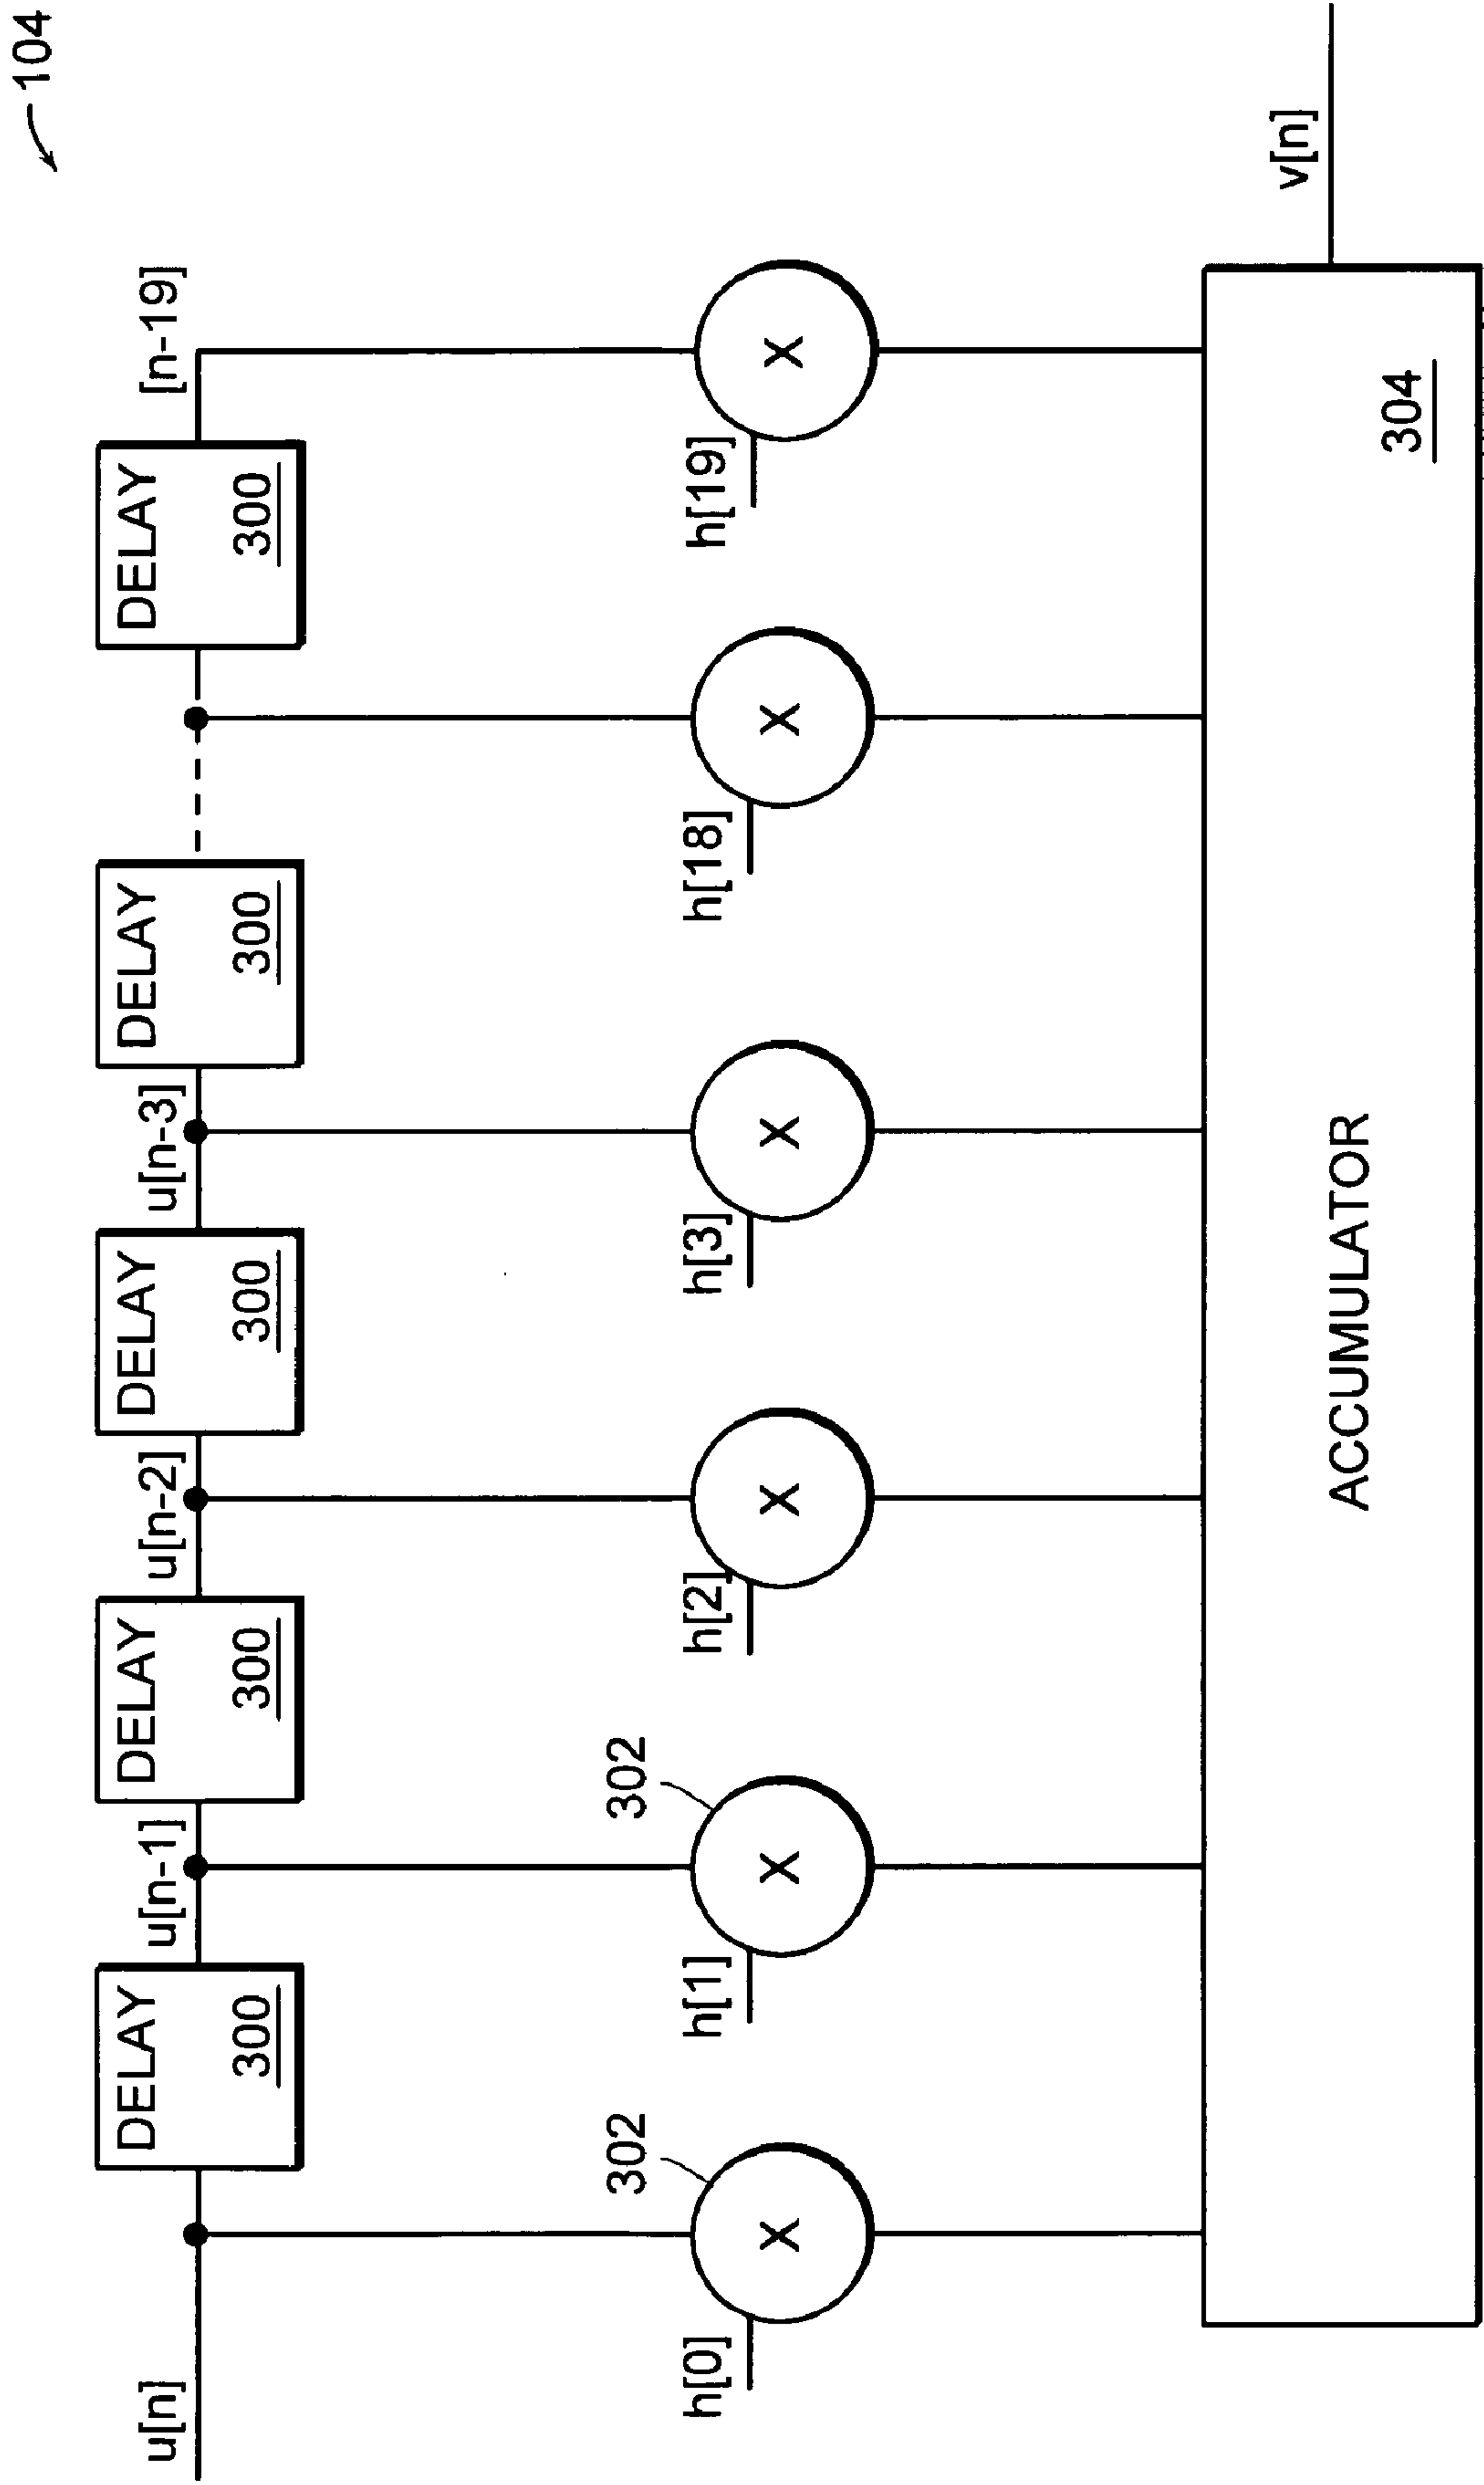 104
u[n]
DELAY
300
u[n-1]
DELAY
300
u[n-2]
DELAY
300
u[n-3]
DELAY
300
DELAY
300
[n-19]
302
302
h[0]
X
h[1]
X
h[2]
X
h[3]
X
h[18]
X
h[19]
X
v[n]
ACCUMULATOR
304